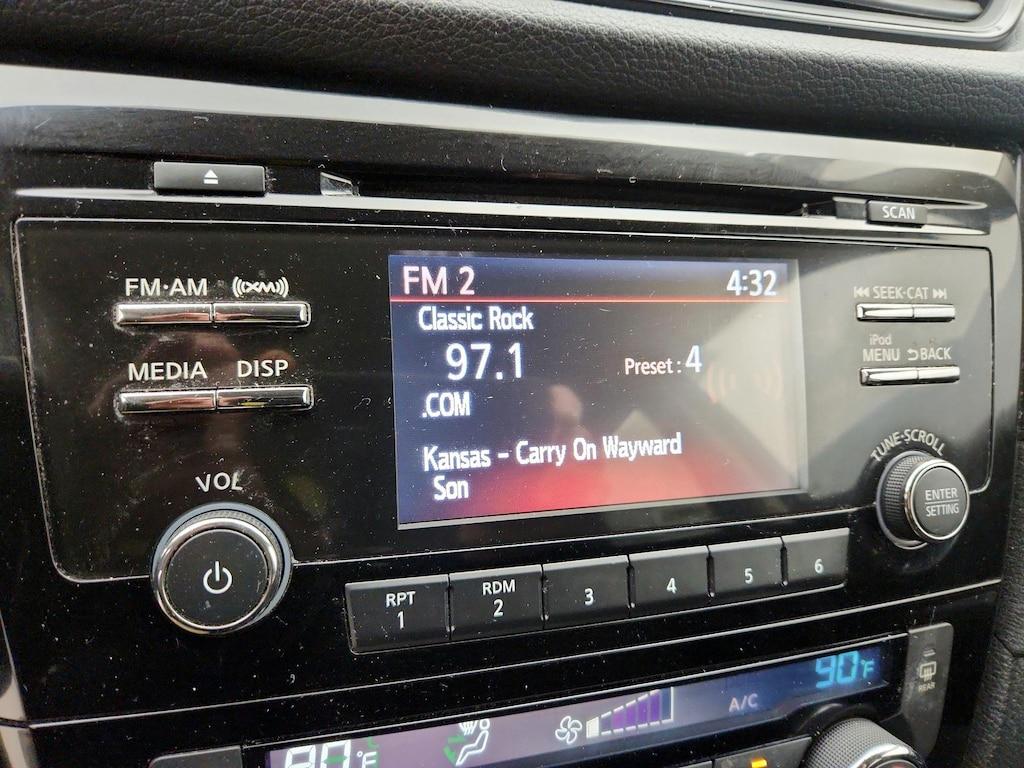 SCAN
FM·AM
((XM))
FM 2 4:32
SEEK·CAT
Classic Rock
iPod
MENU BACK
MEDIA DISP
97.1 Preset : 4
.COM
Kansas - Carry On Wayward
Son
TUNE·SCROLL
VOL
ENTER
SETTING
RPT
1
RDM
2
3
4
5
6
90°F
A/C
REAR
90°F